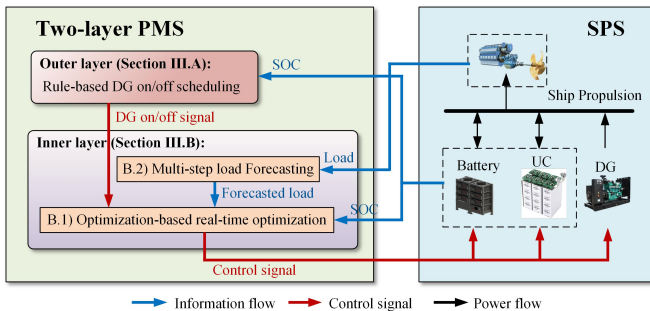 Two-layer PMS
SPS
Outer layer (Section III.A):
Rule-based DG on/off scheduling
SOC
DG on/off signal
Ship Propulsion
Inner layer (Section III.B):
Load
B.2) Multi-step load Forecasting
Forecasted load
B.1) Optimization-based real-time optimization
SOC
Control signal
Battery
UC
DG
Information flow
Control signal
Power flow